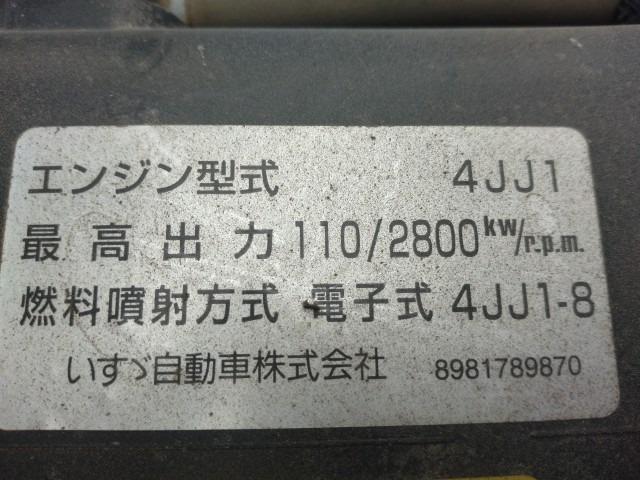 エンジン型式 4JJ1
最高出力 110/2800kW/r.p.m.
燃料噴射方式 電子式 4JJ1-8
いすゞ自動車株式会社 8981789870